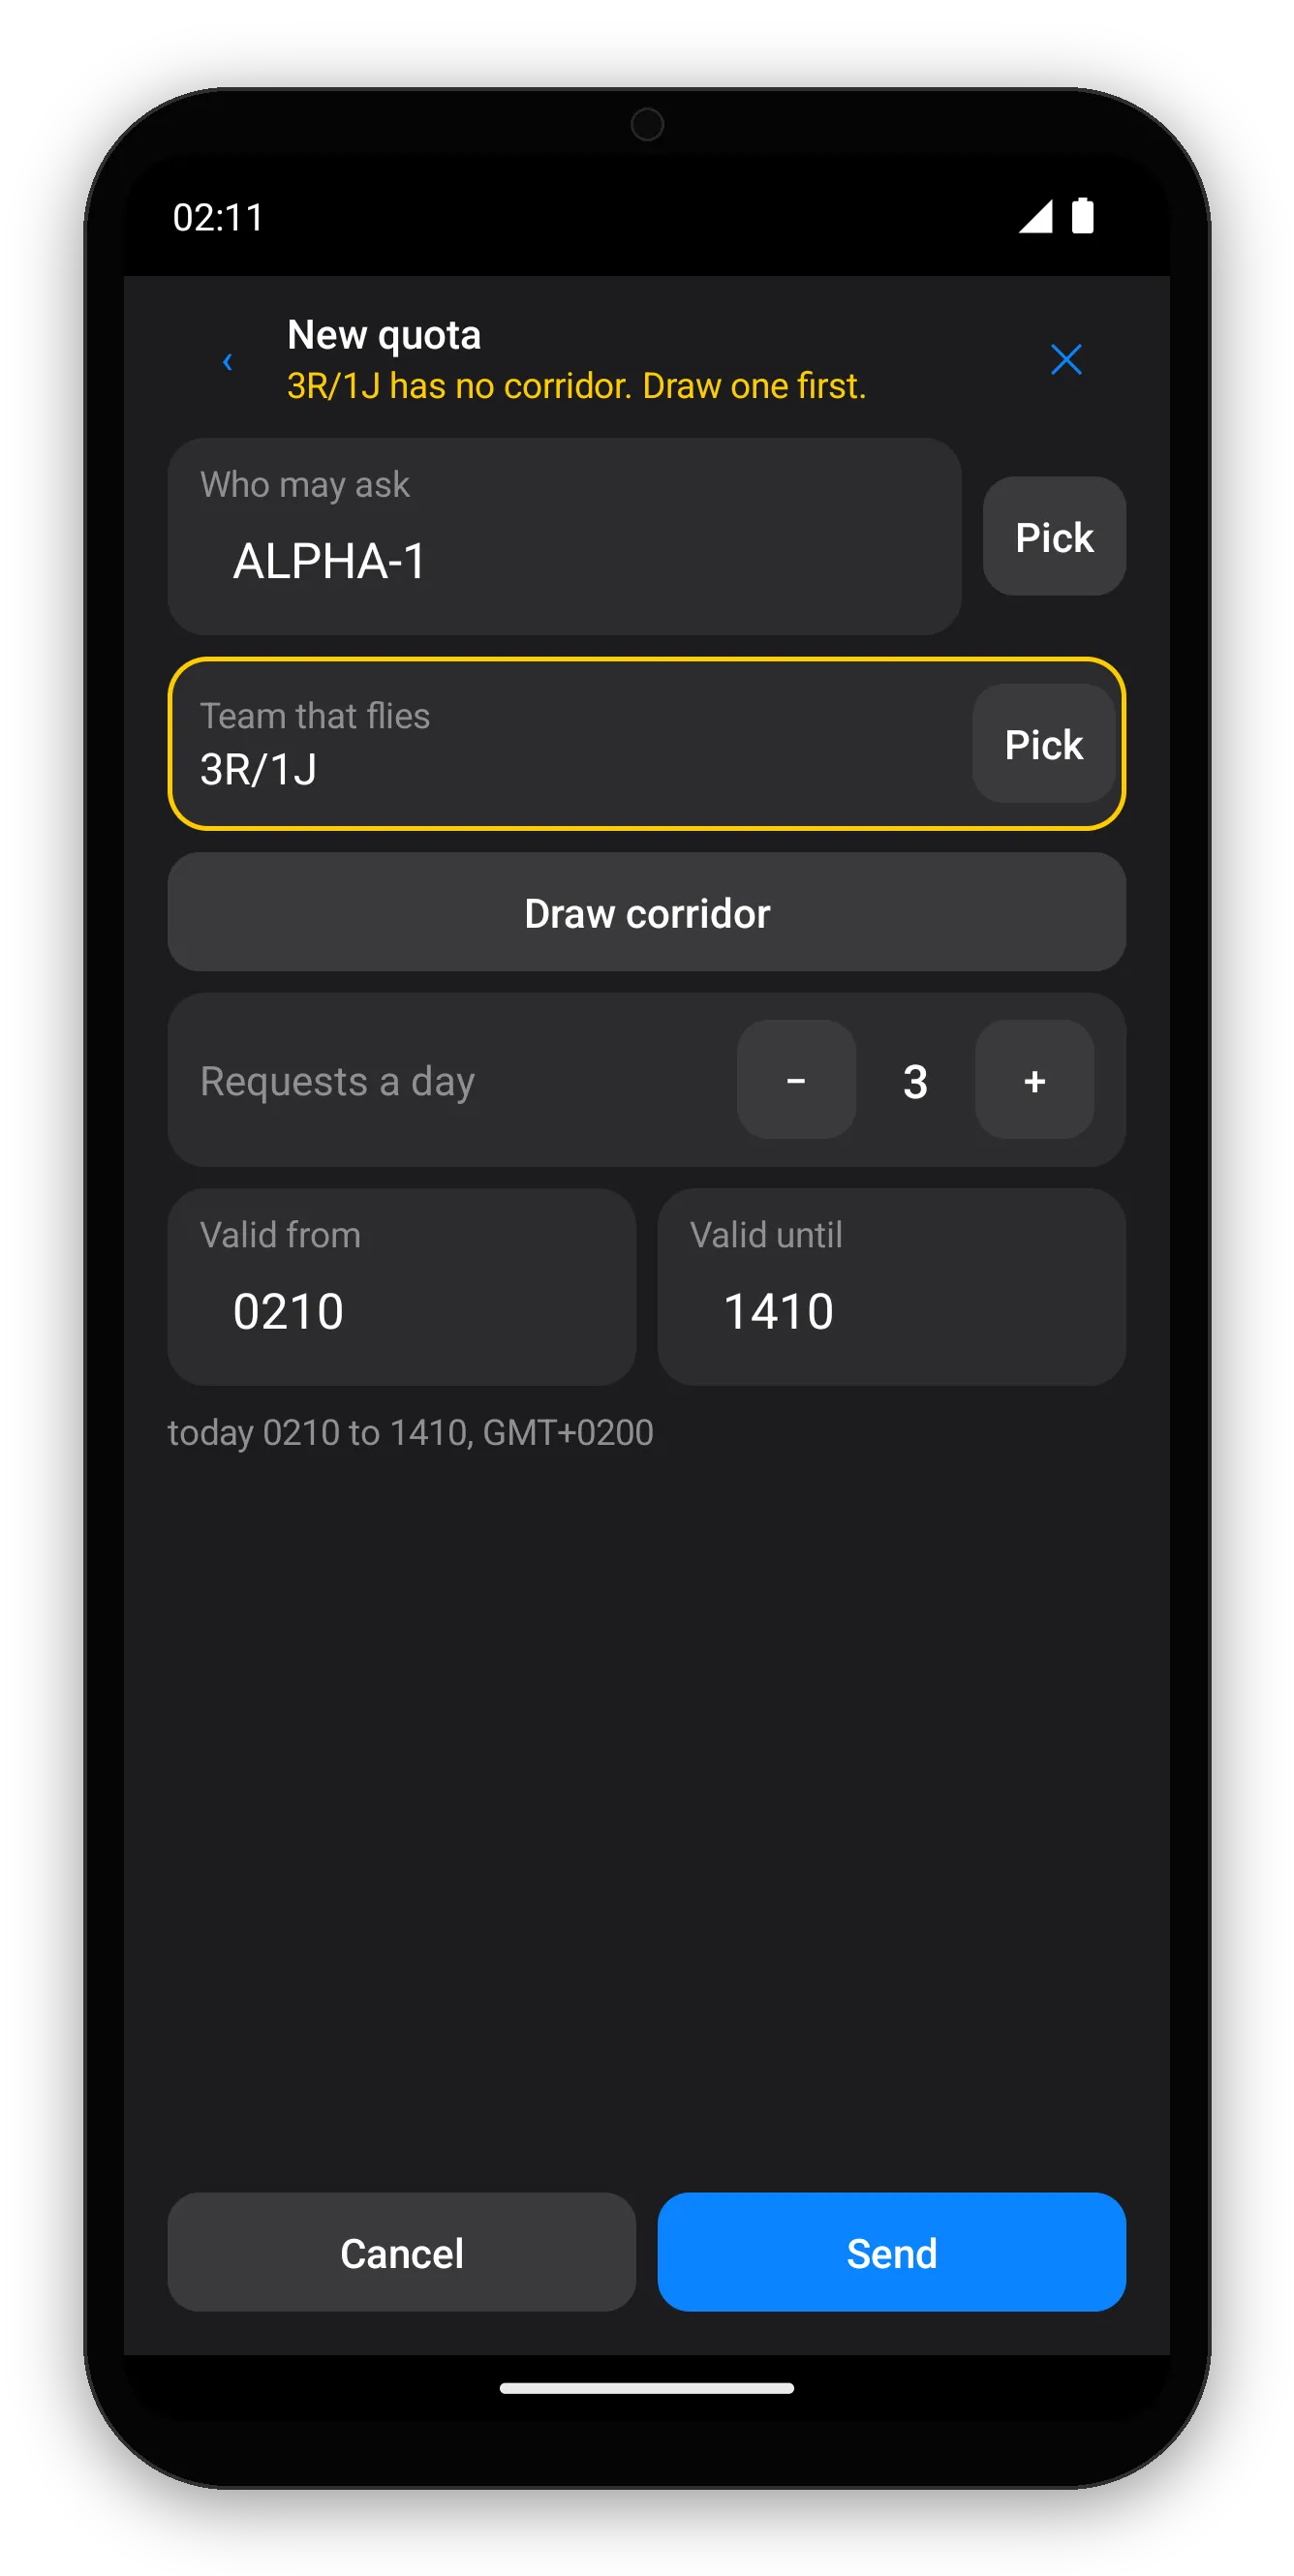 02:11
New quota
3R/1J has no corridor. Draw one first.
Who may ask
ALPHA-1
Pick
Team that flies
3R/1J
Pick
Draw corridor
Requests a day
− 3 +
Valid from
0210
Valid until
1410
today 0210 to 1410, GMT+0200
Cancel
Send